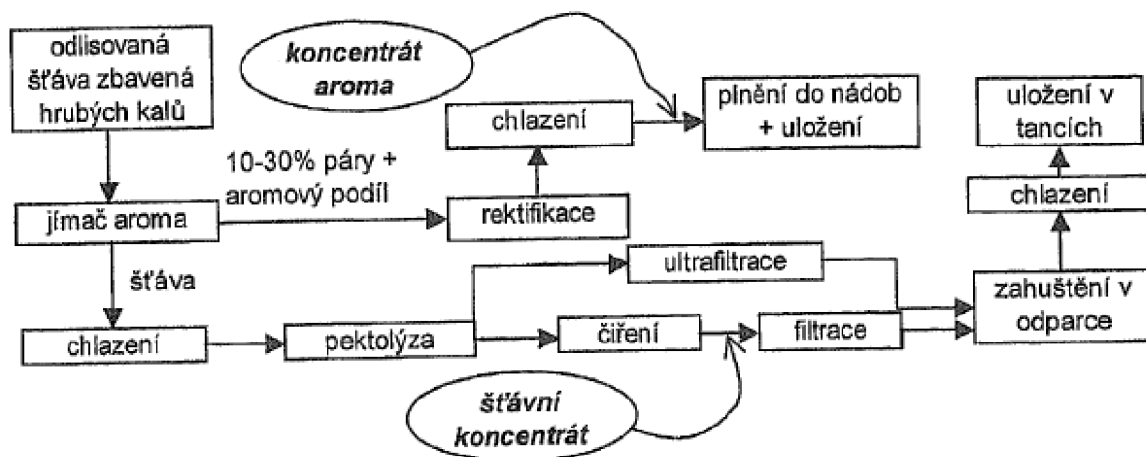 odlisovaná
šťáva zbavená
hrubých kalů
koncentrát
aroma
chlazení
plnění do nádob
+ uložení
uložení v
tancích
10-30% páry +
aromový podíl
chlazení
jímač aroma
rektifikace
šťáva
ultrafiltrace
zahuštění v
odparce
chlazení
pektolýza
čiření
filtrace
šťávní
koncentrát